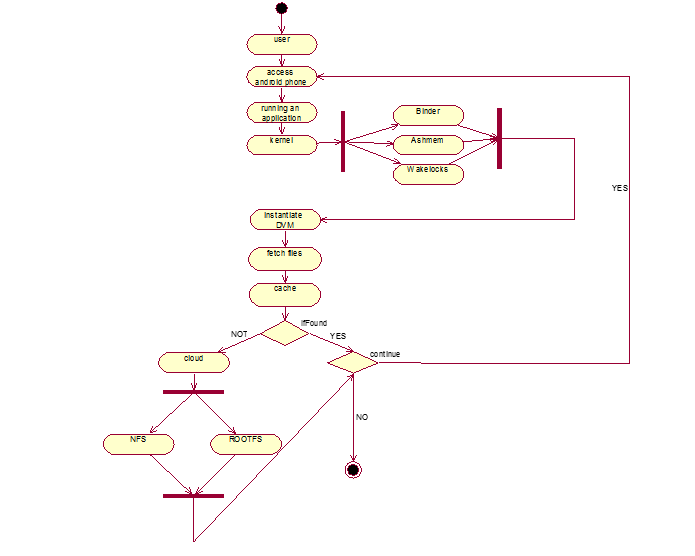 user
access
android phone
running an
application
kernel
Binder
Ashmem
Wakelocks
YES
Instantiate
DVM
fetch files
cache
ifFound
NOT
YES
continue
cloud
NO
NFS
ROOTFS